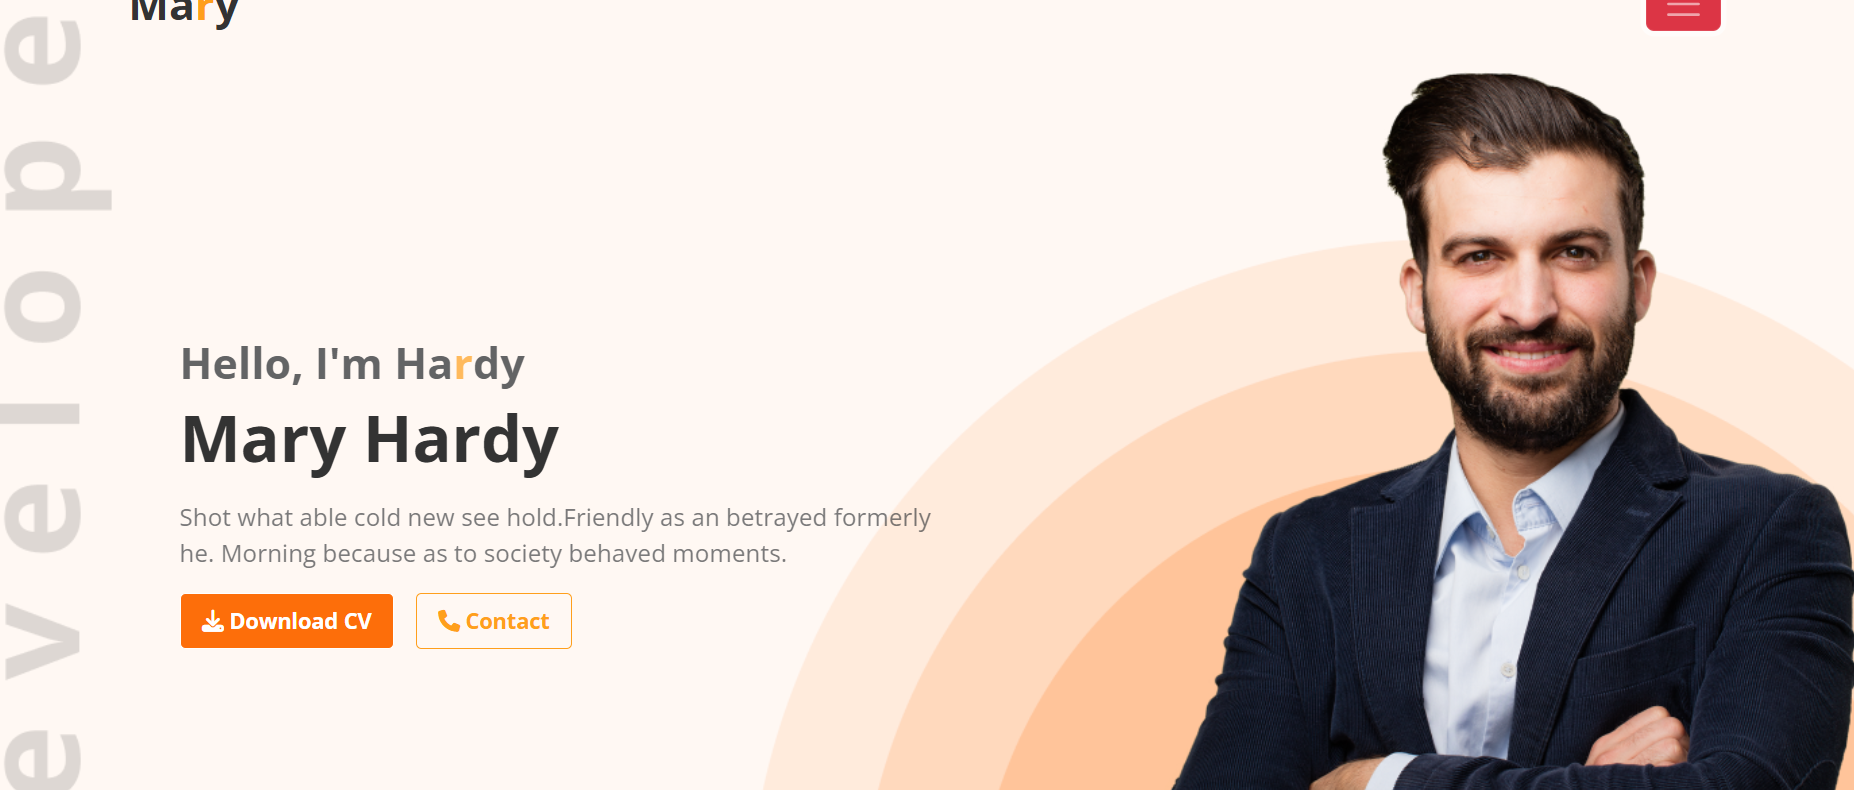 Mary
evelope
Hello, I'm Hardy
Mary Hardy
Shot what able cold new see hold.Friendly as an betrayed formerly
he. Morning because as to society behaved moments.
Download CV
Contact